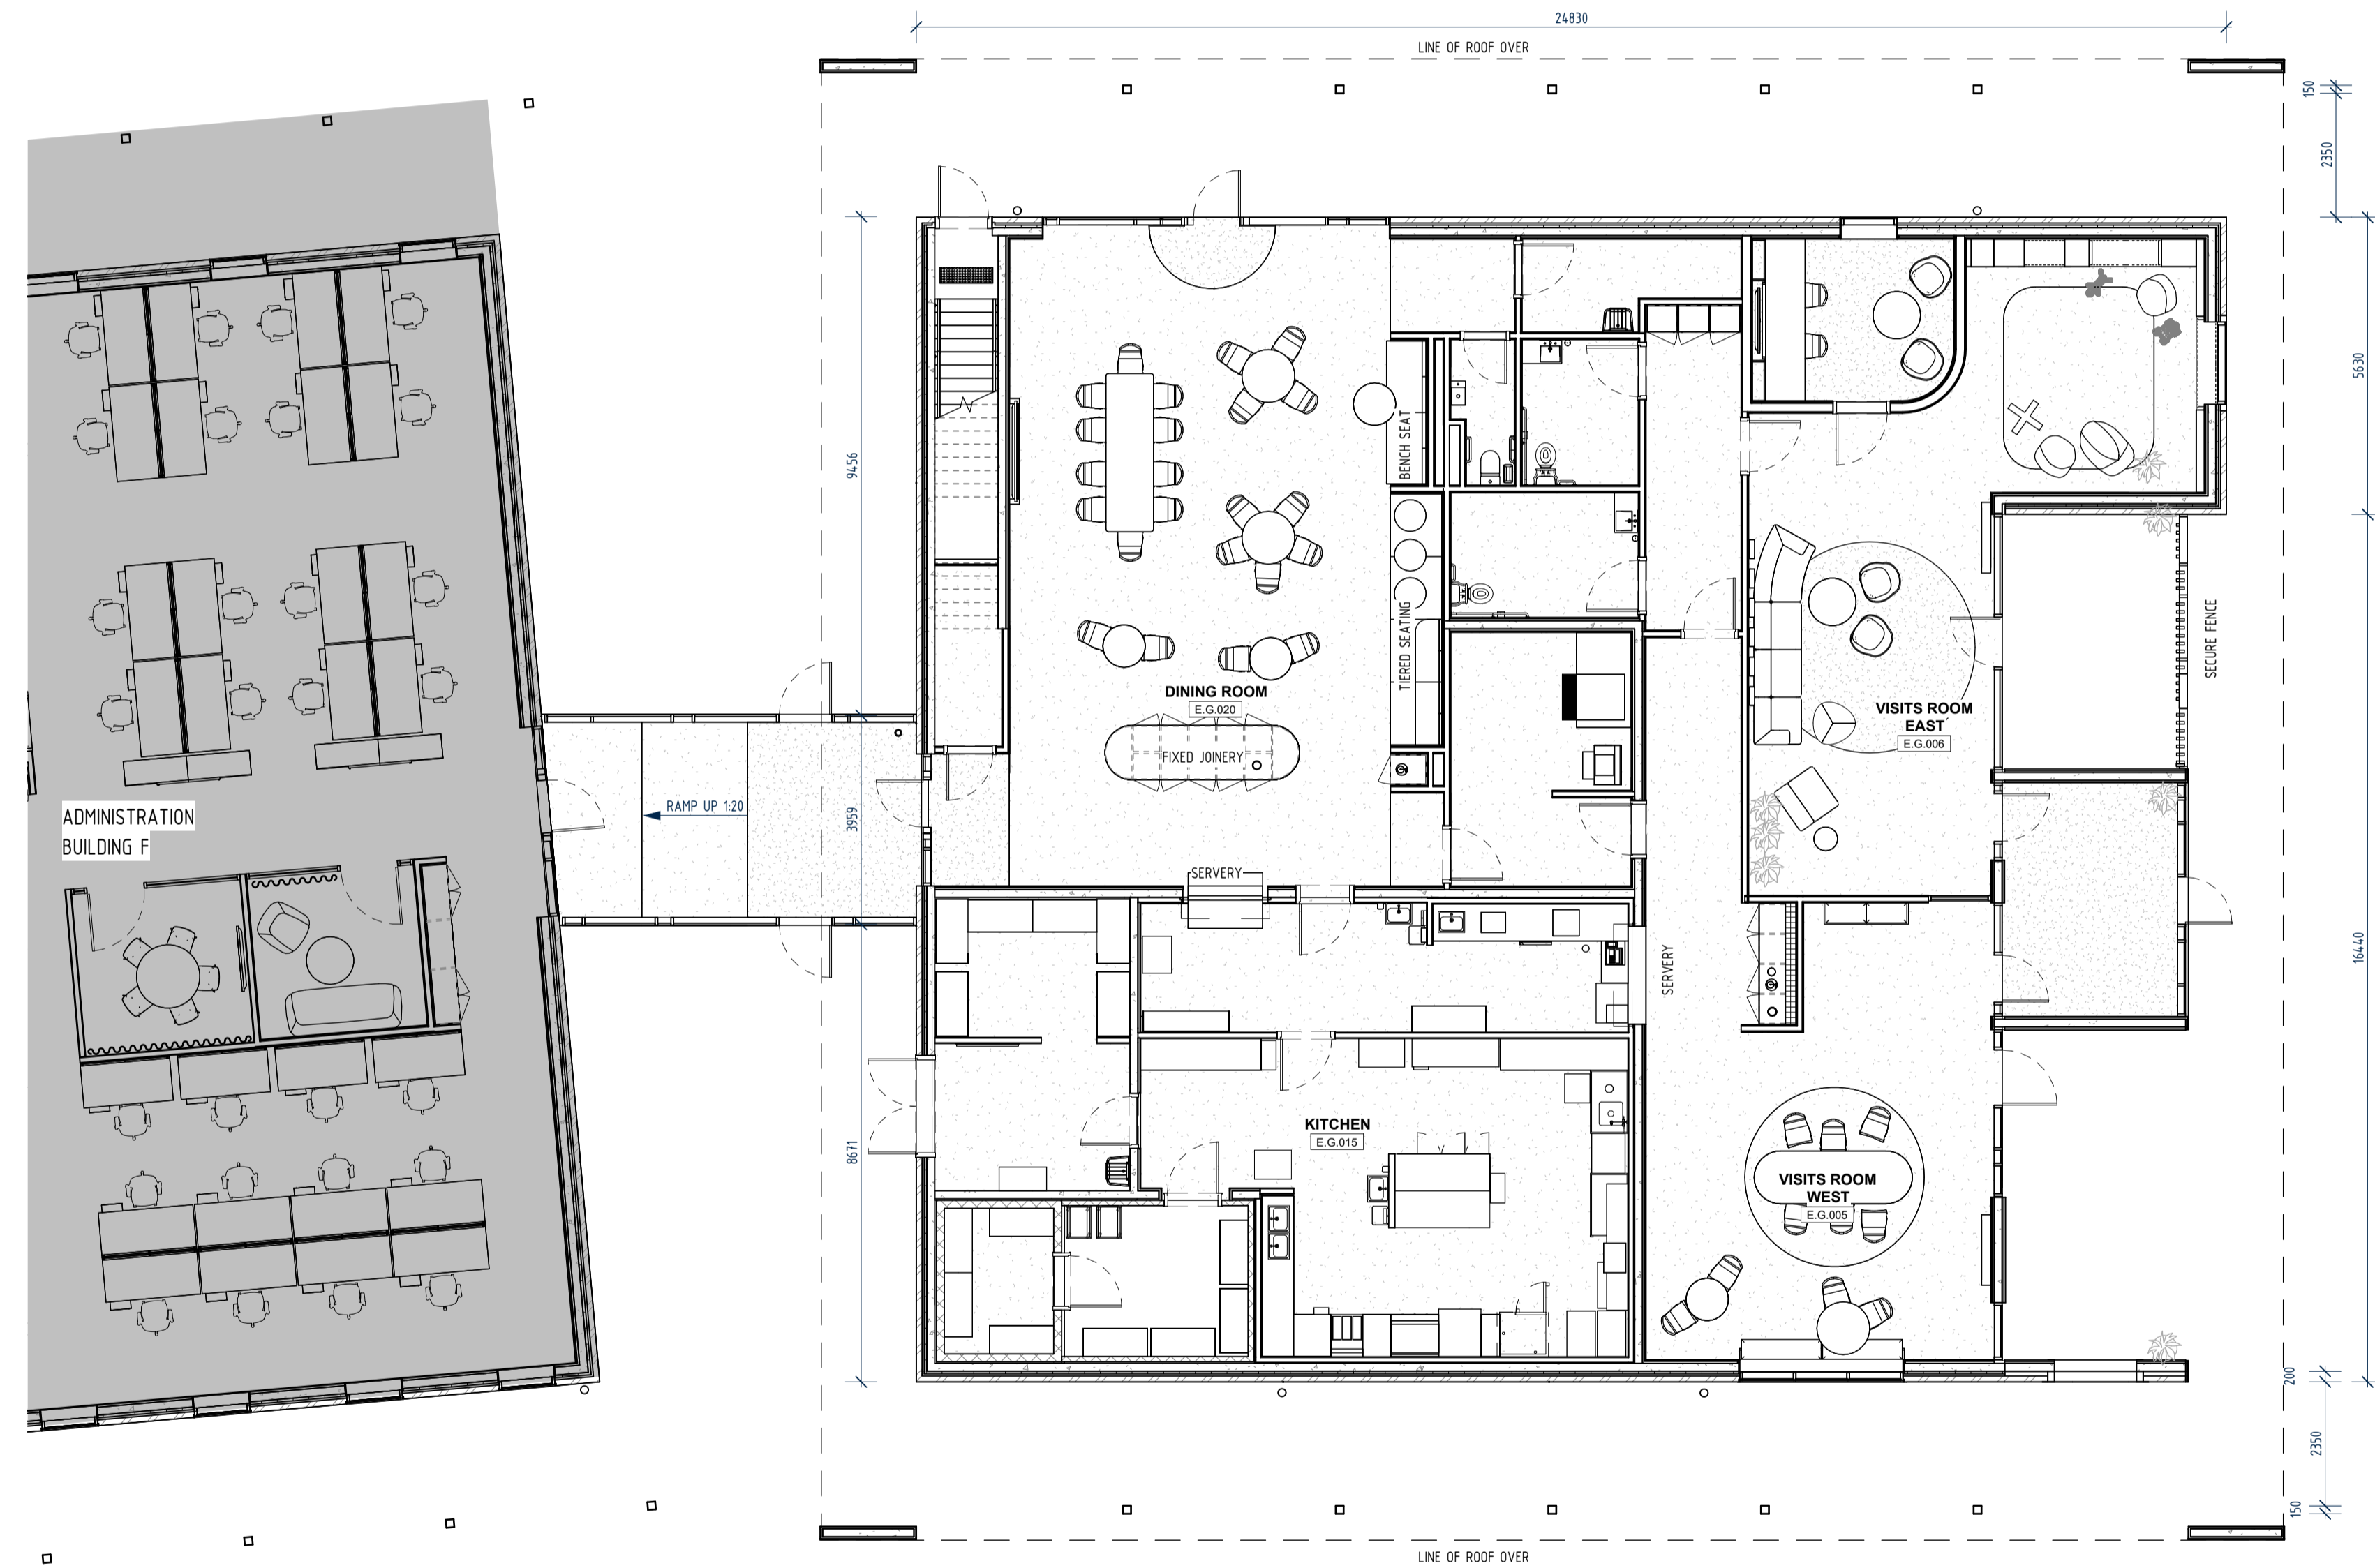 24830
LINE OF ROOF OVER
150
2350
5630
9456
BENCH SEAT
TIERED SEATING
SECURE FENCE
DINING ROOM
E.G.020
FIXED JOINERY
VISITS ROOM
EAST
E.G.006
ADMINISTRATION
BUILDING F
RAMP UP 1:20
3959
SERVERY
SERVERY
16440
KITCHEN
E.G.015
8671
VISITS ROOM
WEST
E.G.005
200
2350
150
LINE OF ROOF OVER